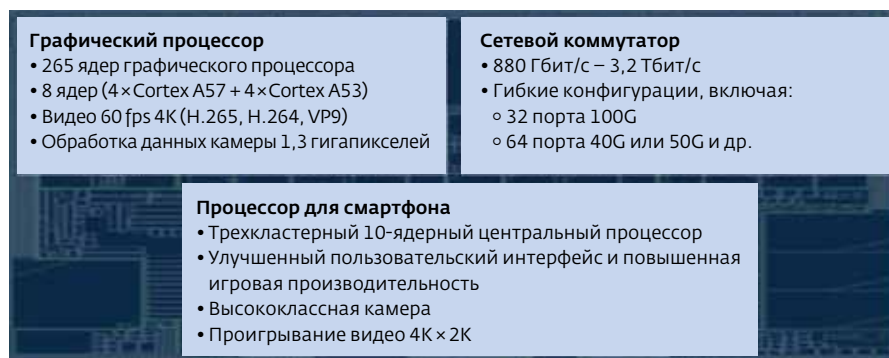 Графический процессор
• 265 ядер графического процессора
• 8 ядер (4×Cortex A57 + 4×Cortex A53)
• Видео 60 fps 4K (H.265, H.264, VP9)
• Обработка данных камеры 1,3 гигапикселей
Сетевой коммутатор
• 880 Гбит/с – 3,2 Тбит/с
• Гибкие конфигурации, включая:
○ 32 порта 100G
○ 64 порта 40G или 50G и др.
Процессор для смартфона
• Трехкластерный 10-ядерный центральный процессор
• Улучшенный пользовательский интерфейс и повышенная
игровая производительность
• Высококлассная камера
• Проигрывание видео 4K × 2K